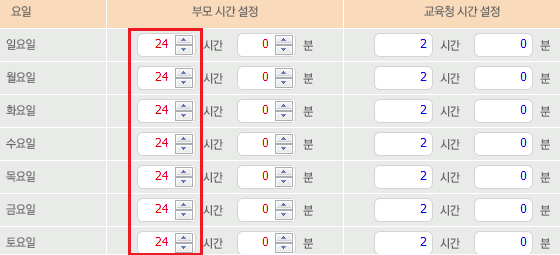 요일 부모 시간 설정 교육청 시간 설정
일요일 24 시간 0 분 2 시간 0 분
월요일 24 시간 0 분 2 시간 0 분
화요일 24 시간 0 분 2 시간 0 분
수요일 24 시간 0 분 2 시간 0 분
목요일 24 시간 0 분 2 시간 0 분
금요일 24 시간 0 분 2 시간 0 분
토요일 24 시간 0 분 2 시간 0 분